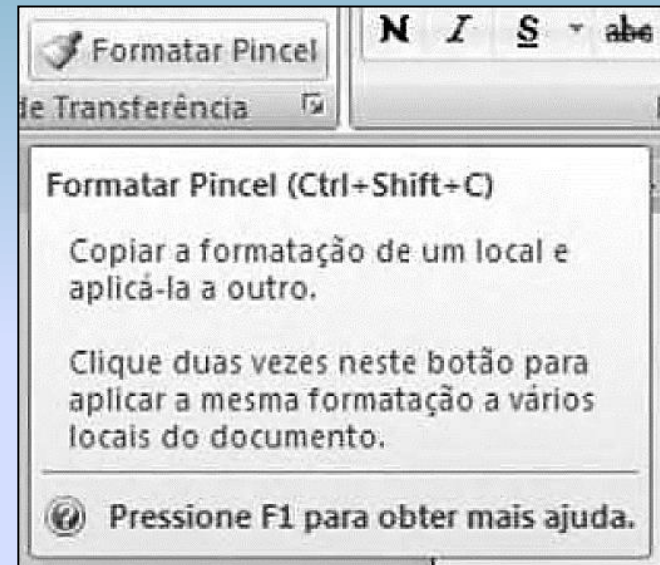 Formatar Pincel
N I S abc
de Transferência
Formatar Pincel (Ctrl+Shift+C)
Copiar a formatação de um local e
aplicá-la a outro.
Clique duas vezes neste botão para
aplicar a mesma formatação a vários
locais do documento.
Pressione F1 para obter mais ajuda.